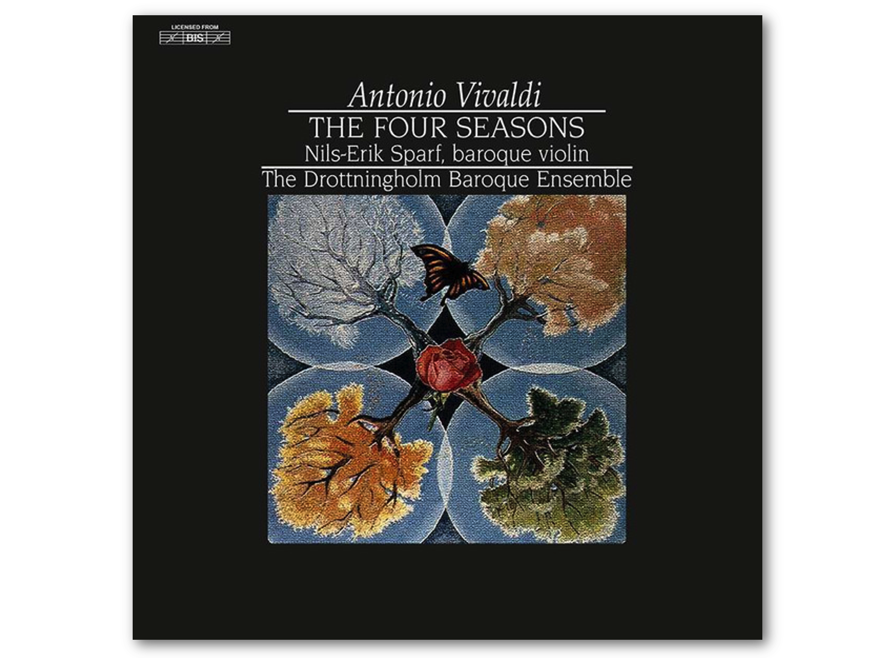 LICENSED FROM
BIS
Antonio Vivaldi
THE FOUR SEASONS
Nils-Erik Sparf, baroque violin
The Drottningholm Baroque Ensemble